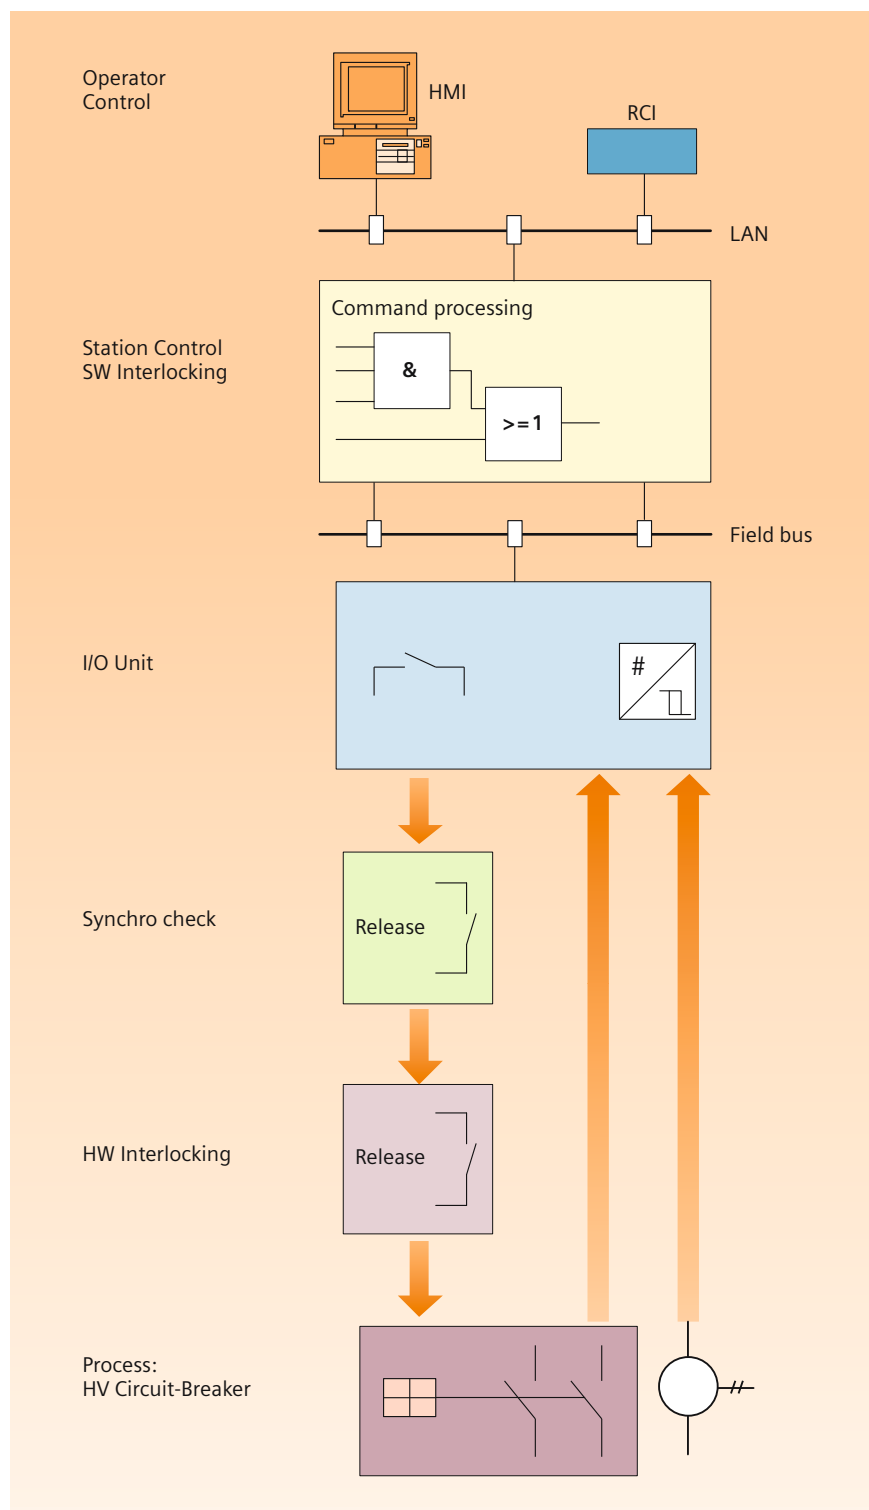 Operator
Control
HMI
RCI
LAN
Command processing
Station Control
SW Interlocking
&
>=1
Field bus
I/O Unit
#
Synchro check
Release
HW Interlocking
Release
Process:
HV Circuit-Breaker